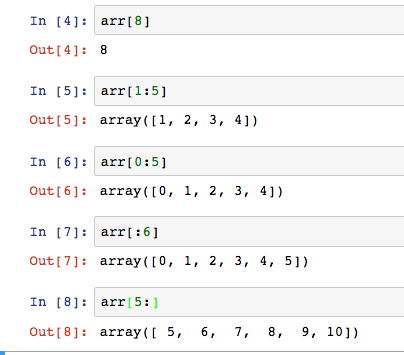 In [4]: arr[8]
Out[4]: 8
In [5]: arr[1:5]
Out[5]: array([1, 2, 3, 4])
In [6]: arr[0:5]
Out[6]: array([0, 1, 2, 3, 4])
In [7]: arr[:6]
Out[7]: array([0, 1, 2, 3, 4, 5])
In [8]: arr[5:]
Out[8]: array([ 5,  6,  7,  8,  9, 10])